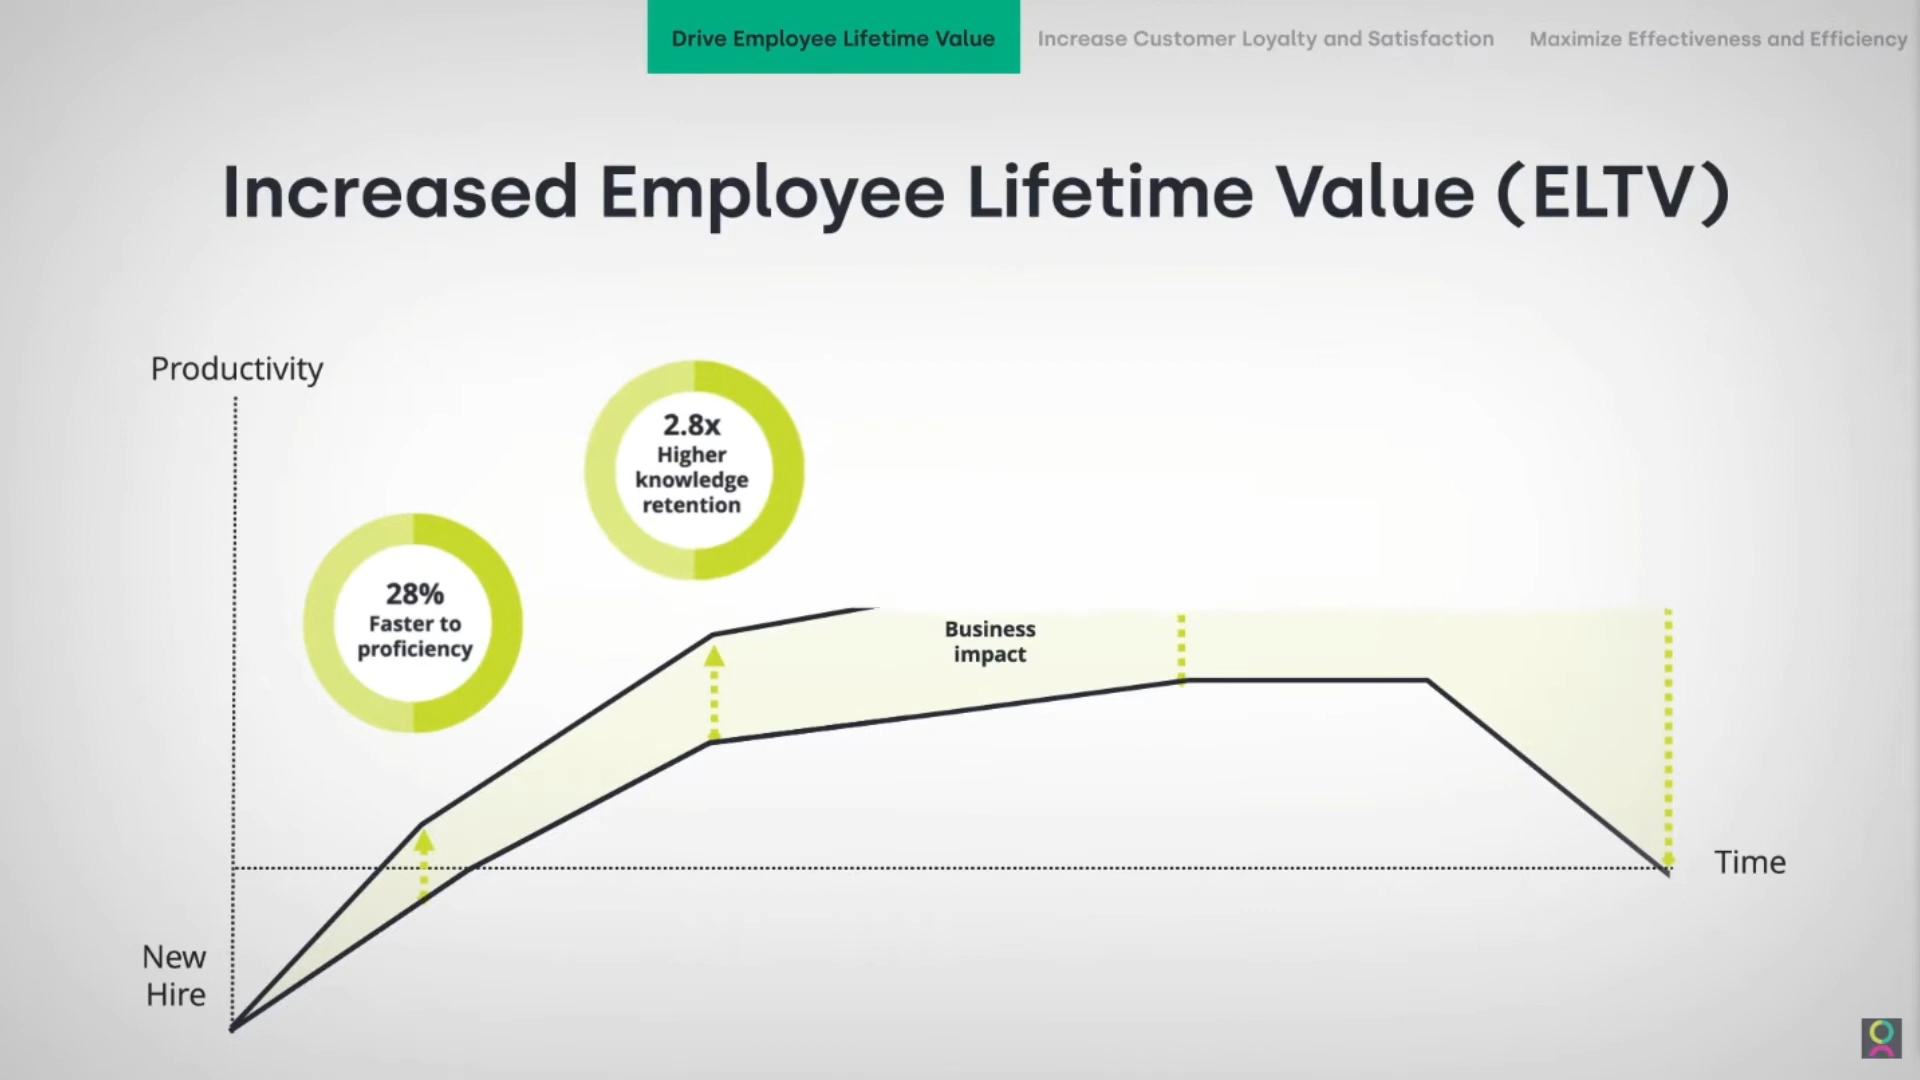 Drive Employee Lifetime Value
Increase Customer Loyalty and Satisfaction
Maximize Effectiveness and Efficiency
Increased Employee Lifetime Value (ELTV)
Productivity
2.8x
Higher
knowledge
retention
28%
Faster to
proficiency
Business
impact
Time
New
Hire